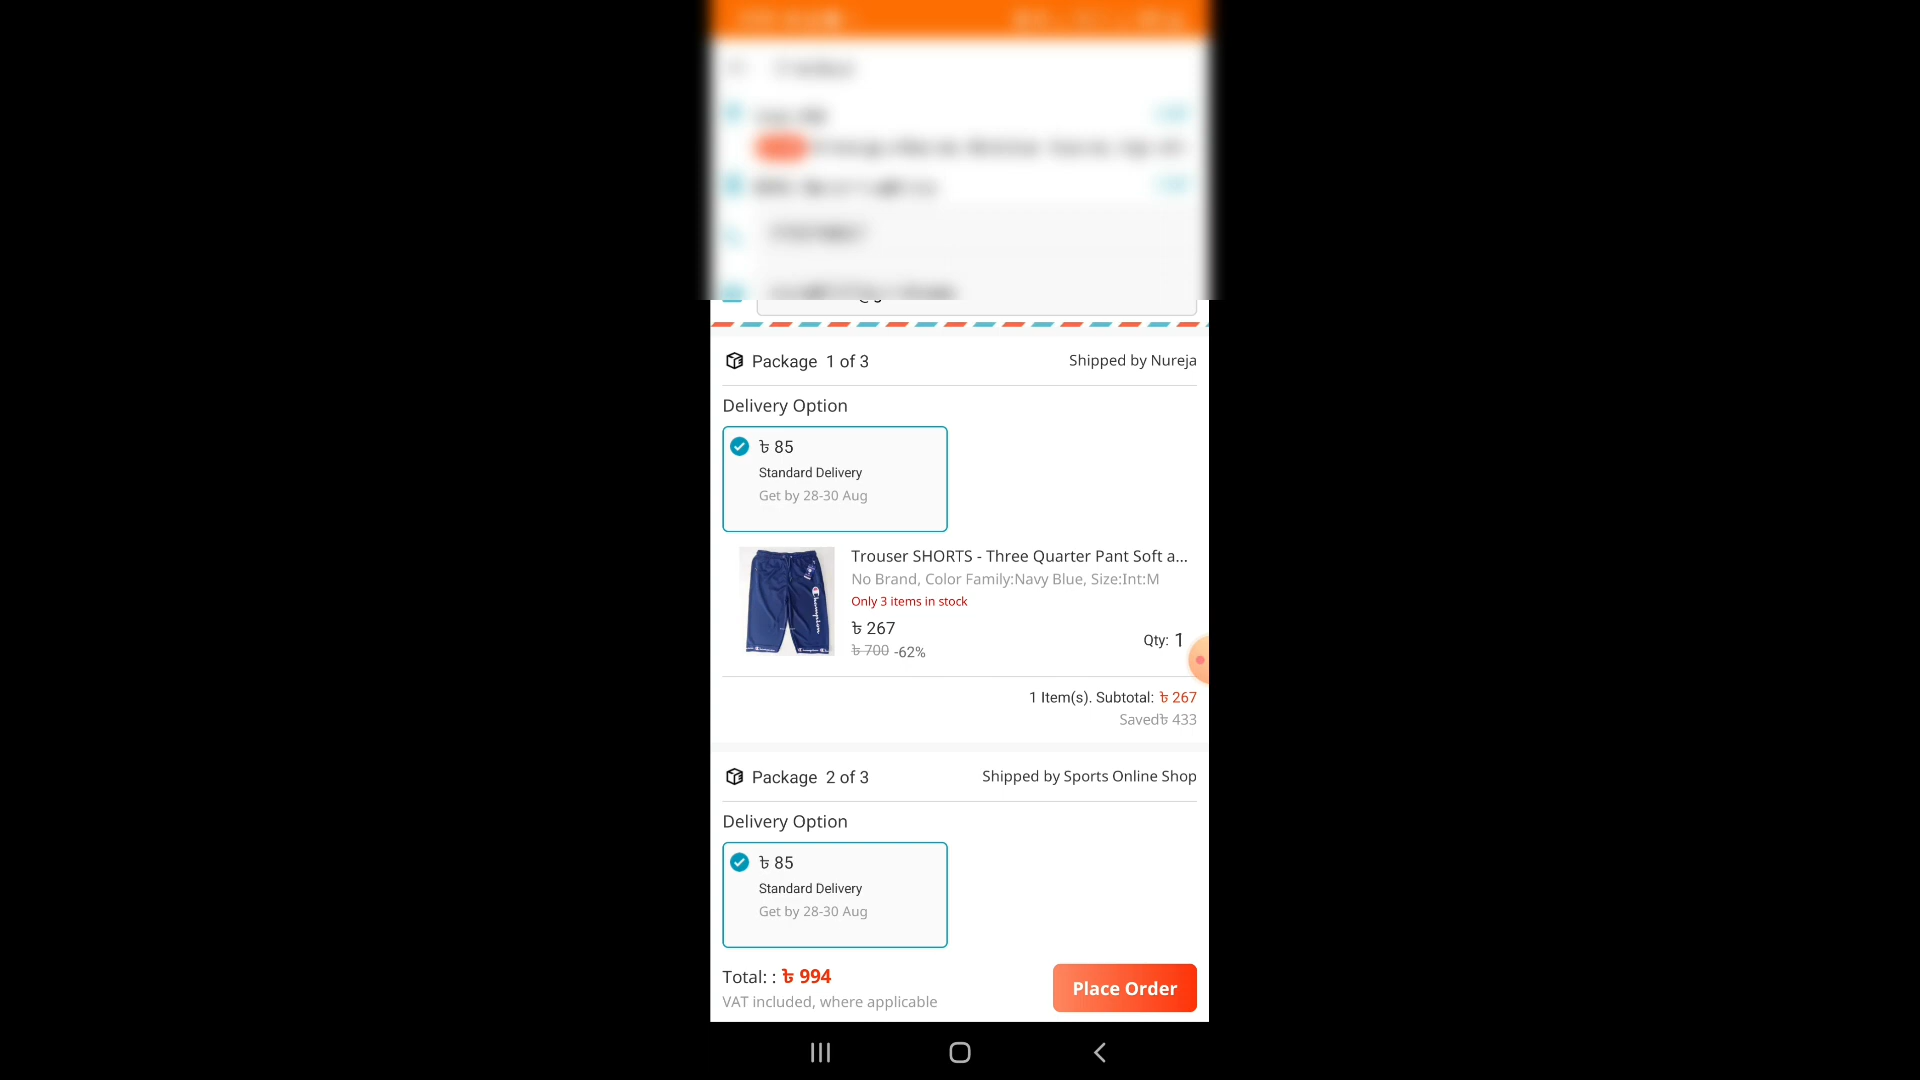 Package 1 of 3
Shipped by Nureja
Delivery Option
৳ 85
Standard Delivery
Get by 28-30 Aug
Trouser SHORTS - Three Quarter Pant Soft a...
No Brand, Color Family:Navy Blue, Size:Int:M
Only 3 items in stock
৳ 267
৳ 700 -62%
Qty: 1
Champion
1 Item(s). Subtotal: ৳ 267
Saved৳ 433
Package 2 of 3
Shipped by Sports Online Shop
Delivery Option
৳ 85
Standard Delivery
Get by 28-30 Aug
Total: : ৳ 994
VAT included, where applicable
Place Order